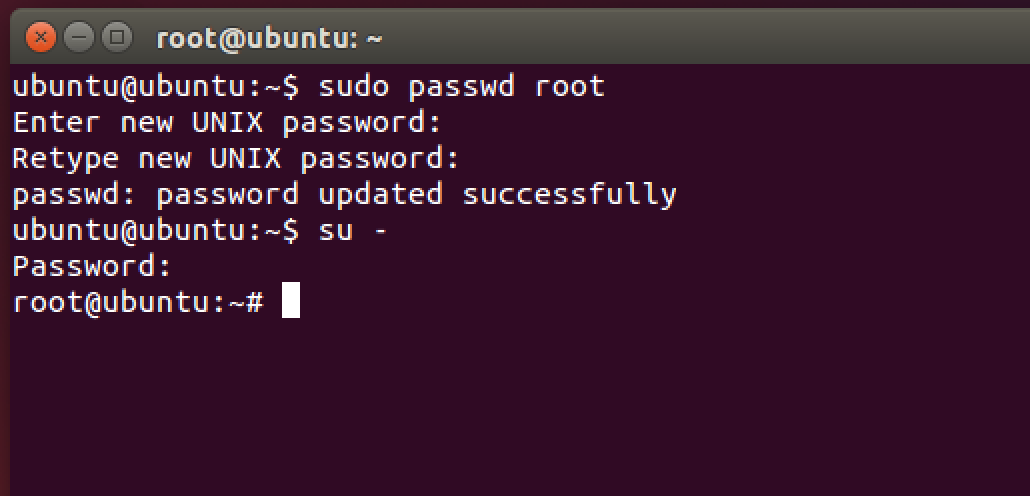 root@ubuntu: ~
ubuntu@ubuntu:~$ sudo passwd root
Enter new UNIX password:
Retype new UNIX password:
passwd: password updated successfully
ubuntu@ubuntu:~$ su -
Password:
root@ubuntu:~#